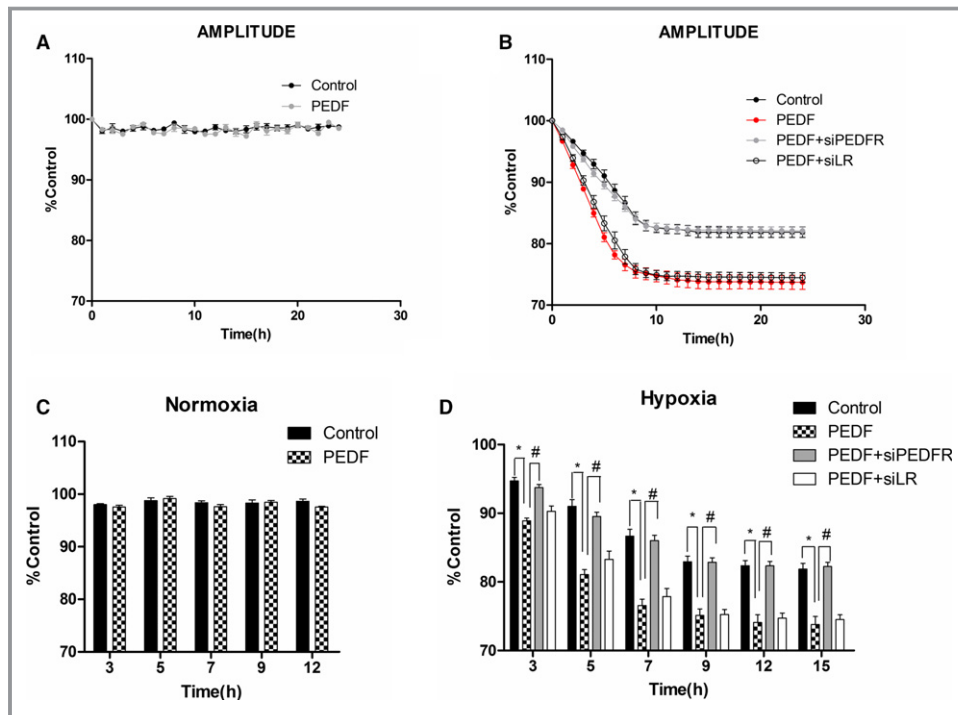 A
AMPLITUDE
110
100
90
80
70
%Control
0
10
20
30
Time(h)
Control
PEDF
B
AMPLITUDE
110
100
90
80
70
%Control
0
10
20
30
Time(h)
Control
PEDF
PEDF+siPEDFR
PEDF+siLR
C
Normoxia
Control
PEDF
110
100
90
80
70
%Control
3 5 7 9 12
Time(h)
D
Hypoxia
Control
PEDF
PEDF+siPEDFR
PEDF+siLR
100
90
80
70
%Control
* #
* #
* #
* #
* #
* #
3 5 7 9 12 15
Time(h)